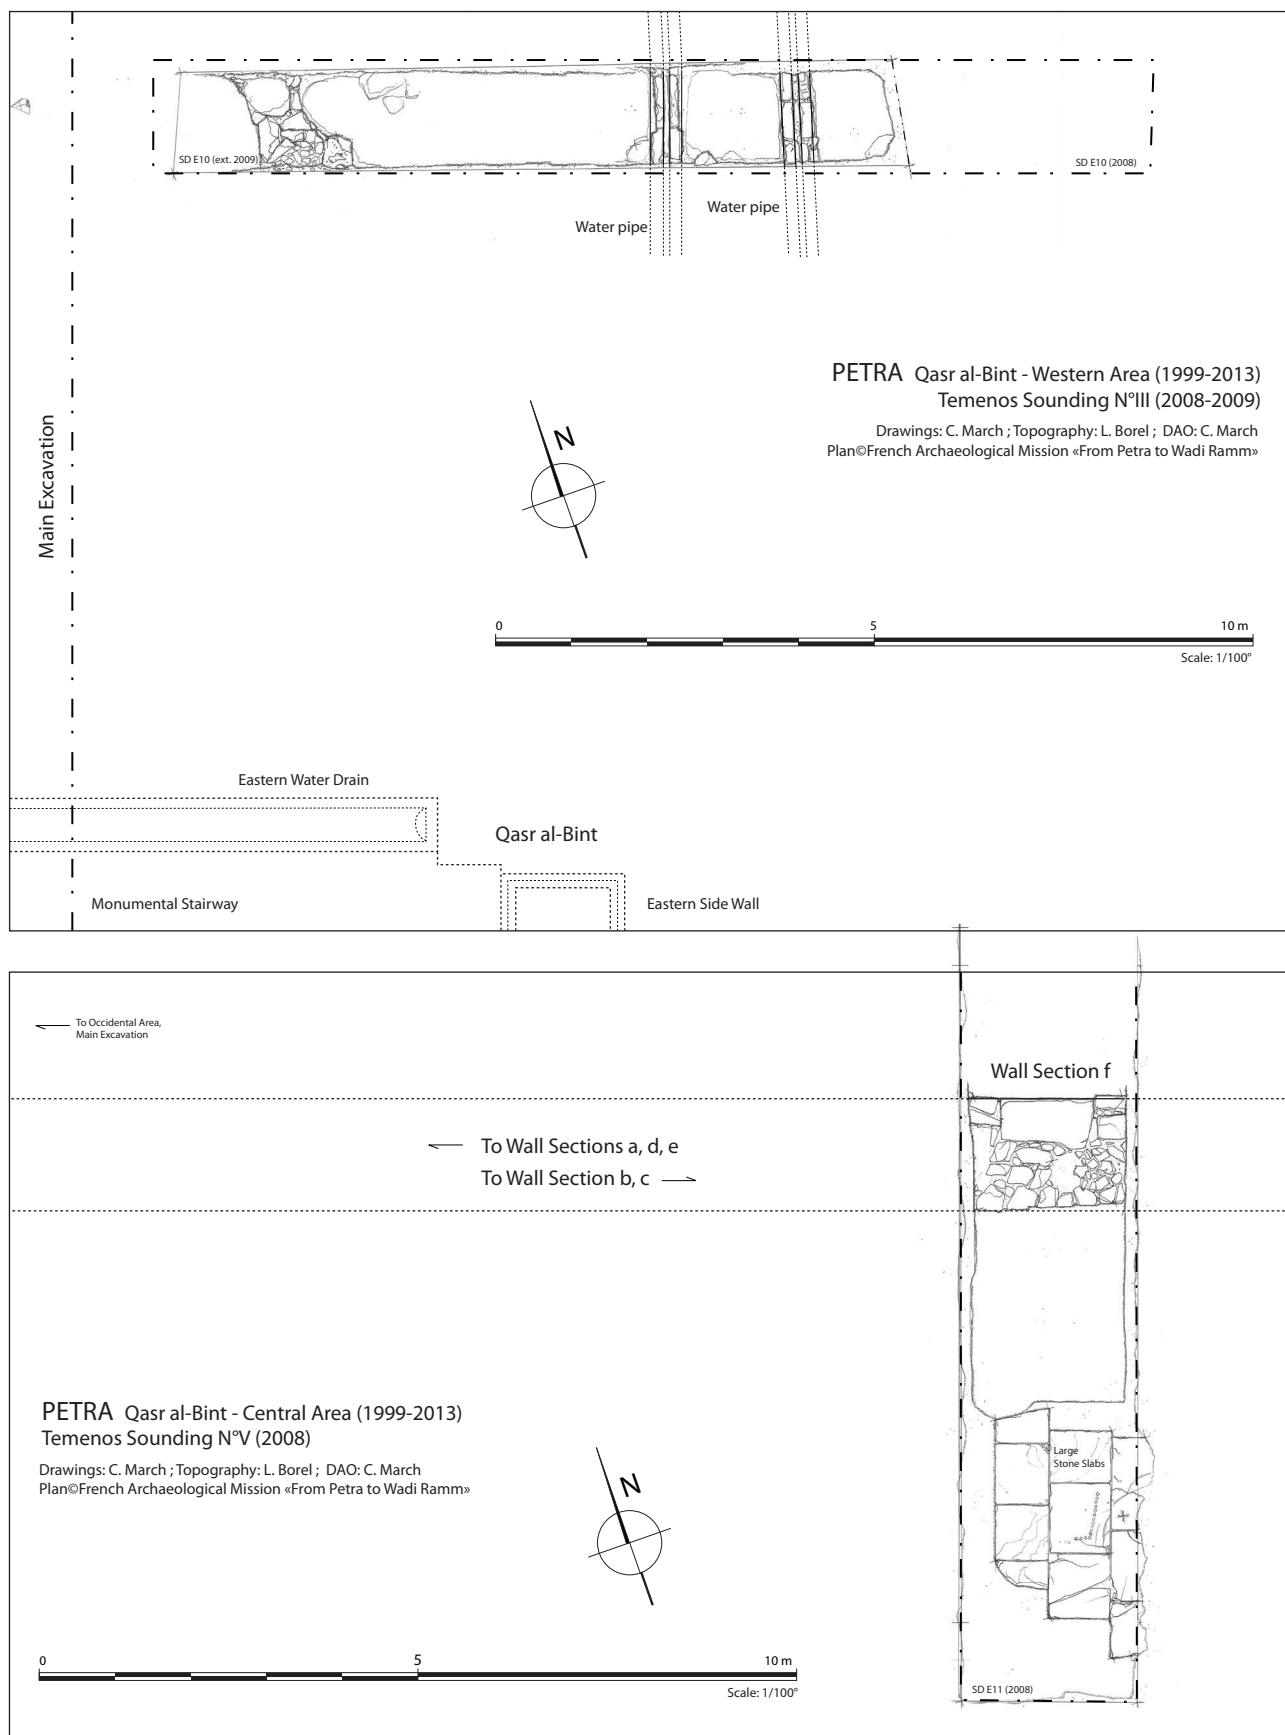 SD E10 (ext. 2009)
SD E10 (2008)
Water pipe
Water pipe
Main Excavation
PETRA Qasr al-Bint - Western Area (1999-2013)
Temenos Sounding N°III (2008-2009)
Drawings: C. March ; Topography: L. Borel ; DAO: C. March
Plan©French Archaeological Mission «From Petra to Wadi Ramm»
N
0 5 10 m
Scale: 1/100°
Eastern Water Drain
Qasr al-Bint
Monumental Stairway
Eastern Side Wall
To Occidental Area,
Main Excavation
Wall Section f
To Wall Sections a, d, e
To Wall Section b, c
PETRA Qasr al-Bint - Central Area (1999-2013)
Temenos Sounding N°V (2008)
Drawings: C. March ; Topography: L. Borel ; DAO: C. March
Plan©French Archaeological Mission «From Petra to Wadi Ramm»
Large
Stone Slabs
N
0 5 10 m
Scale: 1/100°
SD E11 (2008)